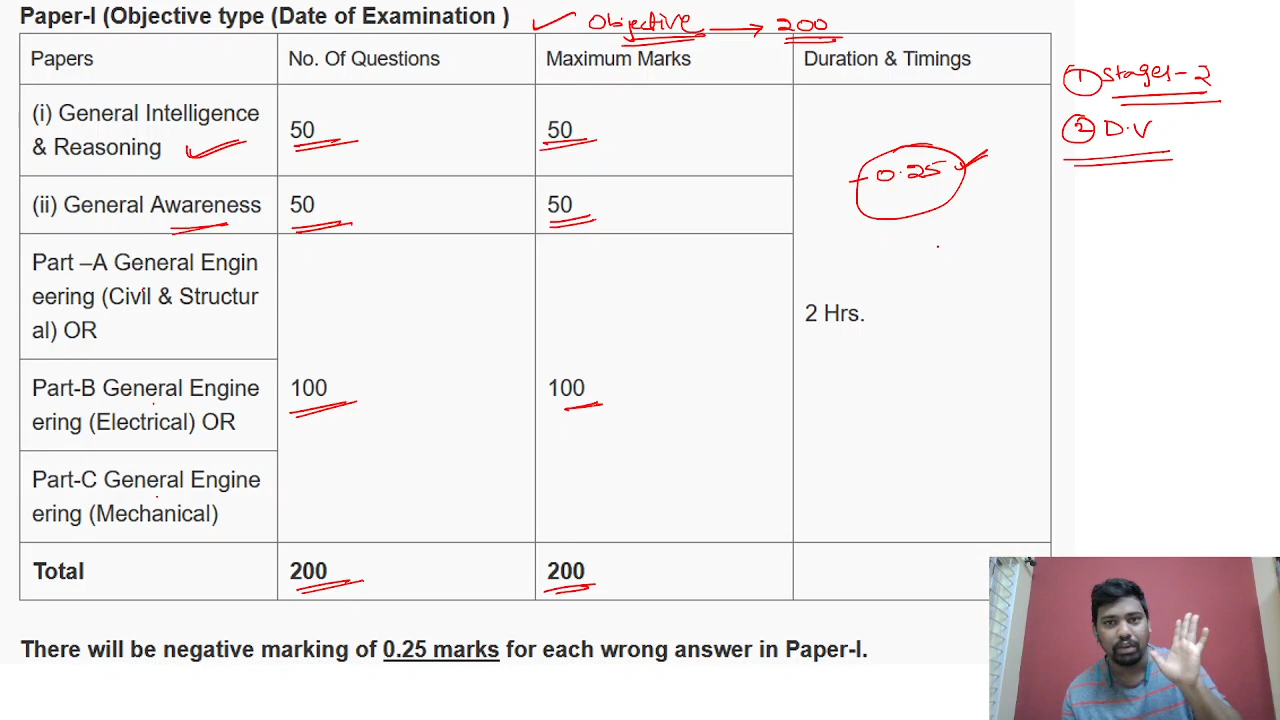 Paper-I (Objective type (Date of Examination )
✓ Objective → 200
Papers No. Of Questions Maximum Marks Duration & Timings
① Stages - 2
② D.V
(i) General Intelligence
& Reasoning
50 50
- 0.25
(ii) General Awareness 50 50
Part –A General Engin
eering (Civil & Structur
al) OR
2 Hrs.
Part-B General Engine
ering (Electrical) OR
100 100
Part-C General Engine
ering (Mechanical)
Total 200 200
There will be negative marking of 0.25 marks for each wrong answer in Paper-I.